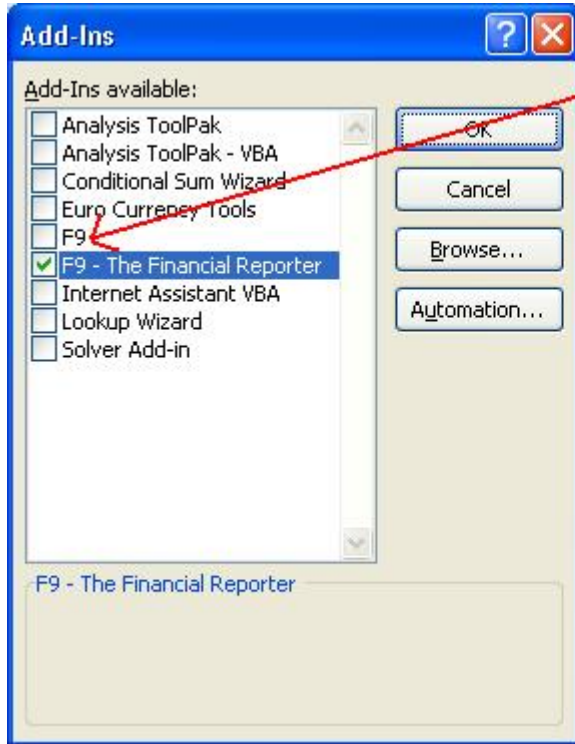 Add-Ins
Add-Ins available:
Analysis ToolPak
Analysis ToolPak - VBA
Conditional Sum Wizard
Euro Currency Tools
F9
F9 - The Financial Reporter
Internet Assistant VBA
Lookup Wizard
Solver Add-in
OK
Cancel
Browse...
Automation...
F9 - The Financial Reporter